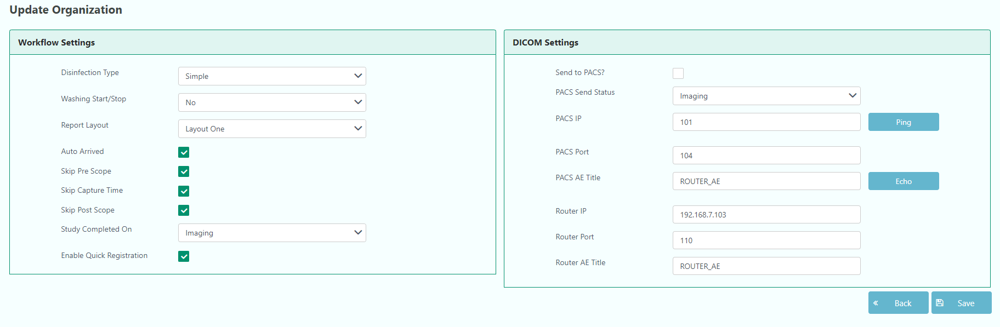 Update Organization
Workflow Settings
Disinfection Type
Simple
Washing Start/Stop
No
Report Layout
Layout One
Auto Arrived
Skip Pre Scope
Skip Capture Time
Skip Post Scope
Study Completed On
Imaging
Enable Quick Registration
DICOM Settings
Send to PACS?
PACS Send Status
Imaging
PACS IP
101
Ping
PACS Port
104
PACS AE Title
ROUTER_AE
Echo
Router IP
192.168.7.103
Router Port
110
Router AE Title
ROUTER_AE
Back
Save